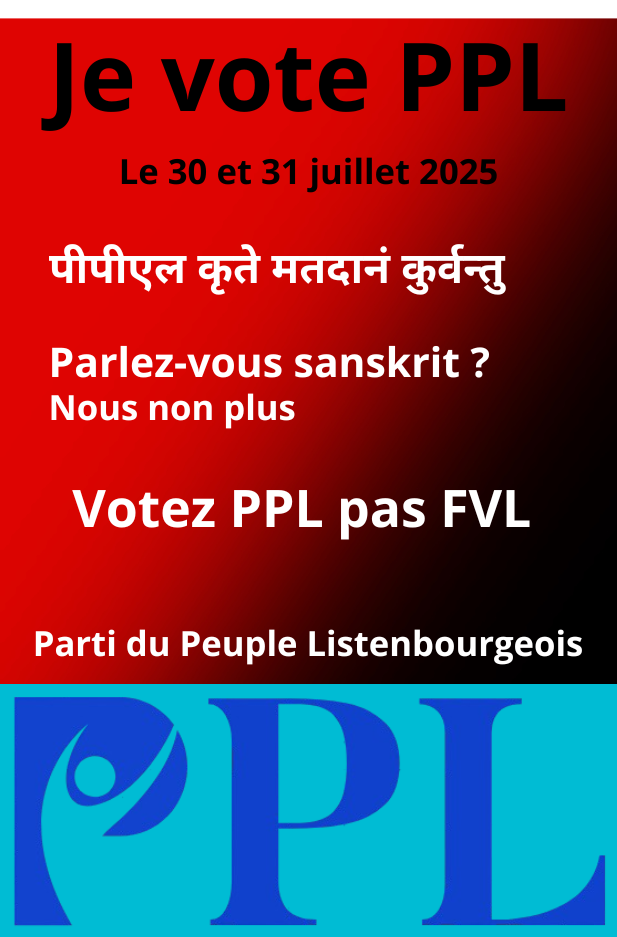 Je vote PPL
Le 30 et 31 juillet 2025
पीपीएल कृते मतदानं कुर्वन्तु
Parlez-vous sanskrit ?
Nous non plus
Votez PPL pas FVL
Parti du Peuple Listenbourgeois
PPL